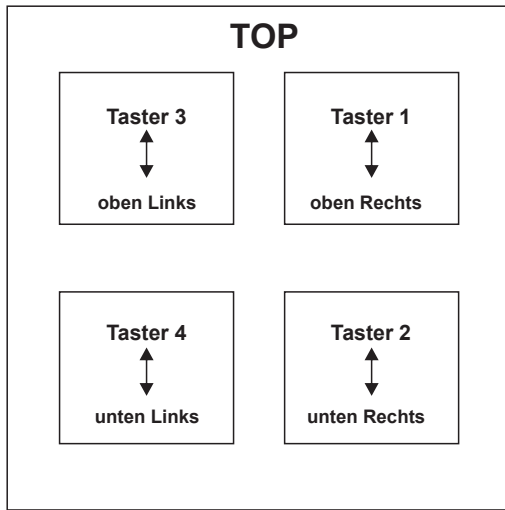 TOP
Taster 3
oben Links
Taster 1
oben Rechts
Taster 4
unten Links
Taster 2
unten Rechts